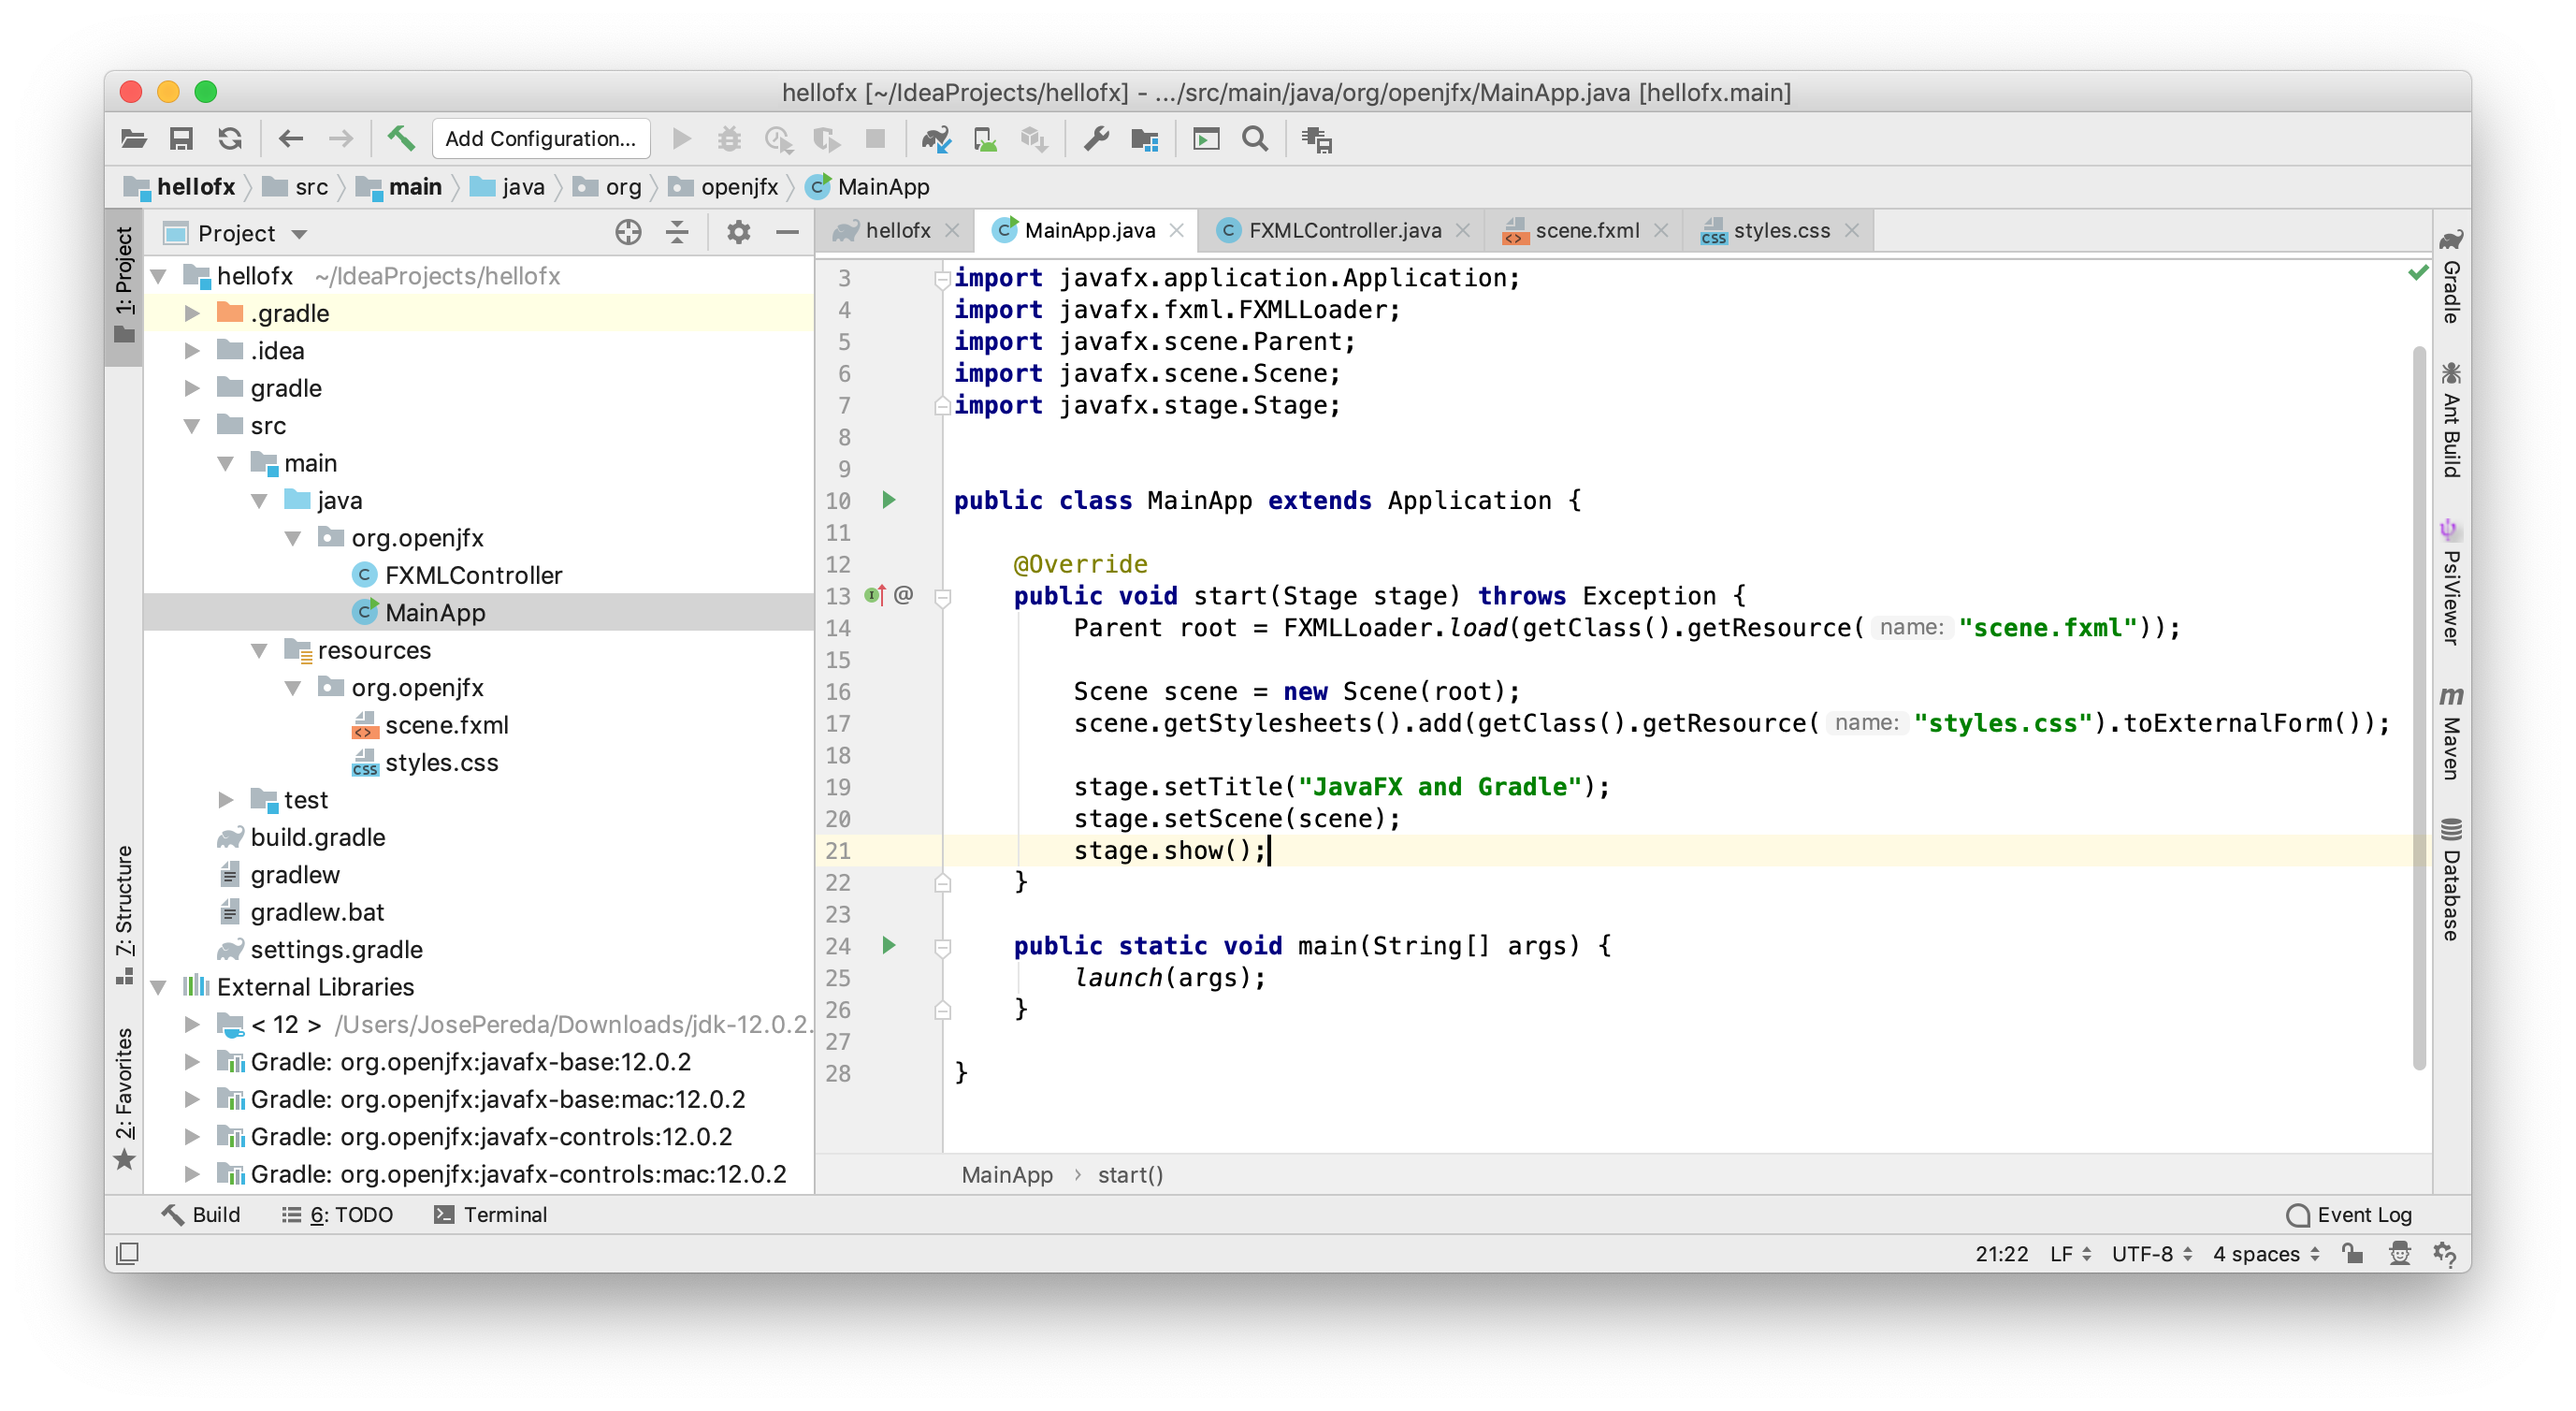 hellofx [~/IdeaProjects/hellofx] - .../src/main/java/org/openjfx/MainApp.java [hellofx.main]
Add Configuration...
hellofx src main java org openjfx MainApp
1: Project
7: Structure
2: Favorites
Project
hellofx ~/IdeaProjects/hellofx
.gradle
.idea
gradle
src
main
java
org.openjfx
C FXMLController
C MainApp
resources
org.openjfx
<> scene.fxml
CSS styles.css
test
build.gradle
gradlew
gradlew.bat
settings.gradle
External Libraries
< 12 > /Users/JosePereda/Downloads/jdk-12.0.2.
Gradle: org.openjfx:javafx-base:12.0.2
Gradle: org.openjfx:javafx-base:mac:12.0.2
Gradle: org.openjfx:javafx-controls:12.0.2
Gradle: org.openjfx:javafx-controls:mac:12.0.2
hellofx MainApp.java FXMLController.java scene.fxml styles.css
3 import javafx.application.Application;
4 import javafx.fxml.FXMLLoader;
5 import javafx.scene.Parent;
6 import javafx.scene.Scene;
7 import javafx.stage.Stage;
8
9
10 public class MainApp extends Application {
11
12 @Override
13 @ public void start(Stage stage) throws Exception {
14 Parent root = FXMLLoader.load(getClass().getResource( name: "scene.fxml"));
15
16 Scene scene = new Scene(root);
17 scene.getStylesheets().add(getClass().getResource( name: "styles.css").toExternalForm());
18
19 stage.setTitle("JavaFX and Gradle");
20 stage.setScene(scene);
21 stage.show();
22 }
23
24 public static void main(String[] args) {
25 launch(args);
26 }
27
28 }
MainApp › start()
Gradle
Ant Build
PsiViewer
m Maven
Database
Build 6: TODO Terminal Event Log
21:22 LF UTF-8 4 spaces